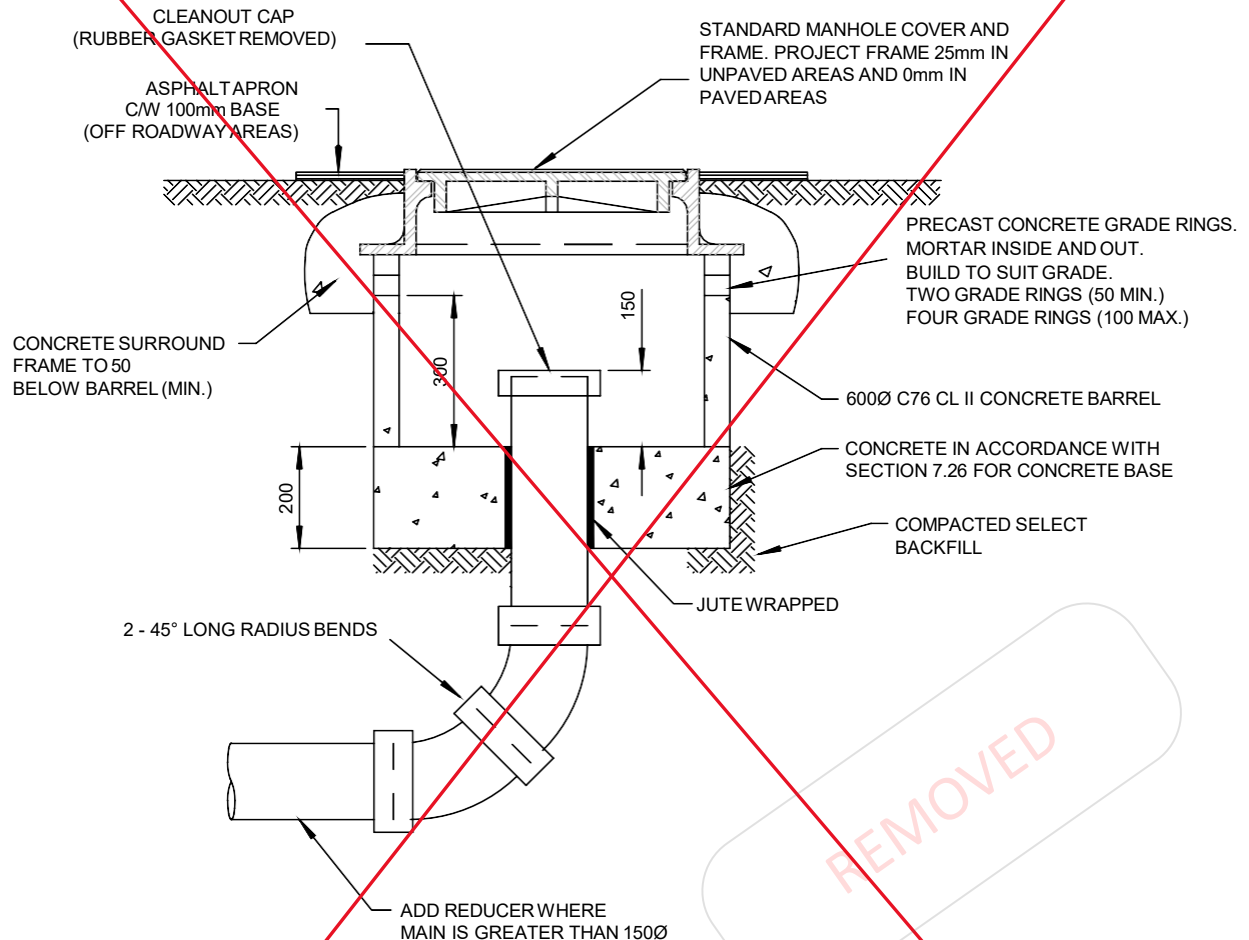 CLEANOUT CAP
(RUBBER GASKET REMOVED)
STANDARD MANHOLE COVER AND
FRAME. PROJECT FRAME 25mm IN
UNPAVED AREAS AND 0mm IN
PAVED AREAS
ASPHALT APRON
C/W 100mm BASE
(OFF ROADWAY AREAS)
PRECAST CONCRETE GRADE RINGS.
MORTAR INSIDE AND OUT.
BUILD TO SUIT GRADE.
TWO GRADE RINGS (50 MIN.)
FOUR GRADE RINGS (100 MAX.)
150
CONCRETE SURROUND
FRAME TO 50
BELOW BARREL (MIN.)
300
600Ø C76 CL II CONCRETE BARREL
CONCRETE IN ACCORDANCE WITH
SECTION 7.26 FOR CONCRETE BASE
200
COMPACTED SELECT
BACKFILL
JUTE WRAPPED
2 - 45° LONG RADIUS BENDS
REMOVED
ADD REDUCER WHERE
MAIN IS GREATER THAN 150Ø